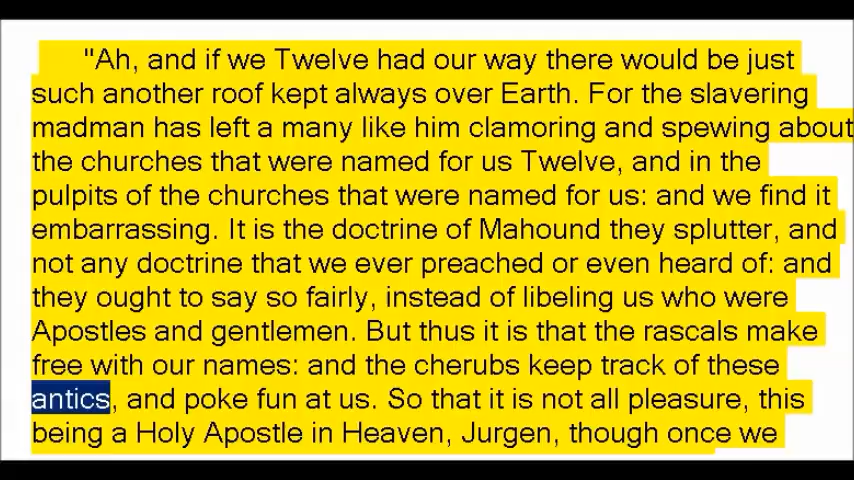 "Ah, and if we Twelve had our way there would be just
such another roof kept always over Earth. For the slavering
madman has left a many like him clamoring and spewing about
the churches that were named for us Twelve, and in the
pulpits of the churches that were named for us: and we find it
embarrassing. It is the doctrine of Mahound they splutter, and
not any doctrine that we ever preached or even heard of: and
they ought to say so fairly, instead of libeling us who were
Apostles and gentlemen. But thus it is that the rascals make
free with our names: and the cherubs keep track of these
antics, and poke fun at us. So that it is not all pleasure, this
being a Holy Apostle in Heaven, Jurgen, though once we